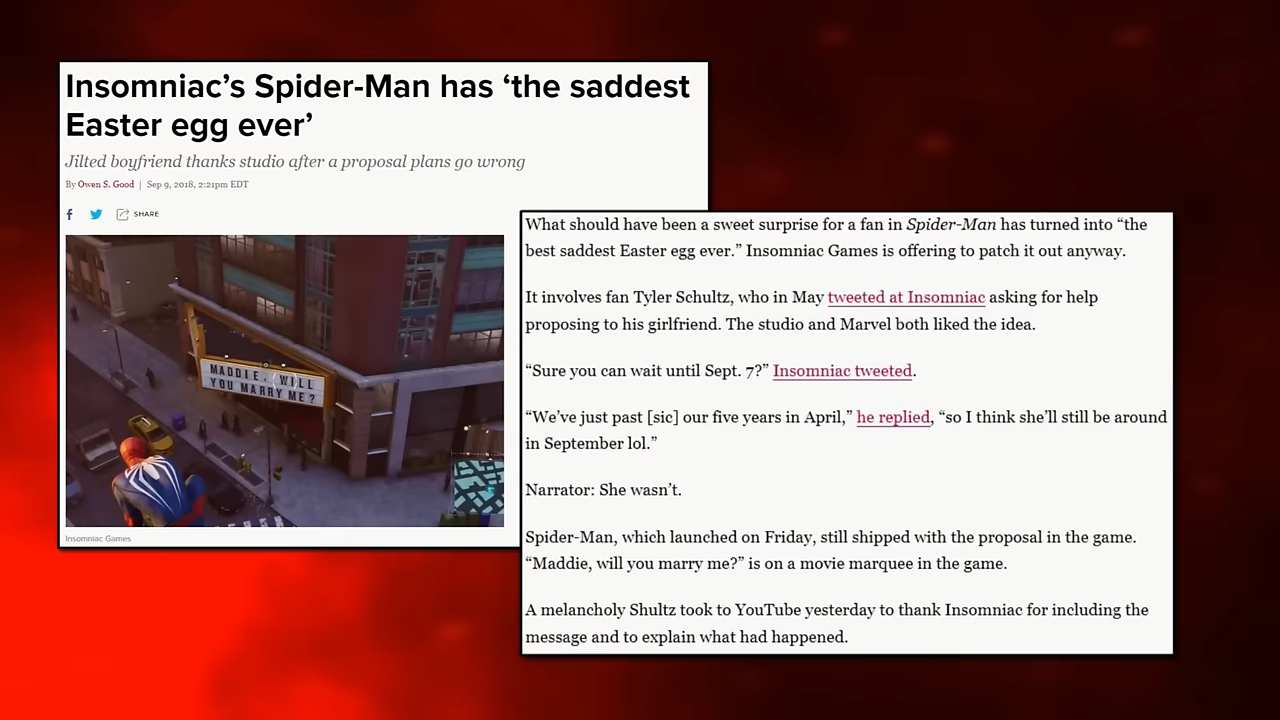 Insomniac’s Spider-Man has ‘the saddest
Easter egg ever’
Jilted boyfriend thanks studio after a proposal plans go wrong
By Owen S. Good | Sep 9, 2018, 2:21pm EDT
SHARE
MADDIE, WILL
YOU MARRY ME?
Insomniac Games
What should have been a sweet surprise for a fan in Spider-Man has turned into “the
best saddest Easter egg ever.” Insomniac Games is offering to patch it out anyway.
It involves fan Tyler Schultz, who in May tweeted at Insomniac asking for help
proposing to his girlfriend. The studio and Marvel both liked the idea.
“Sure you can wait until Sept. 7?” Insomniac tweeted.
“We’ve just past [sic] our five years in April,” he replied, “so I think she’ll still be around
in September lol.”
Narrator: She wasn’t.
Spider-Man, which launched on Friday, still shipped with the proposal in the game.
“Maddie, will you marry me?” is on a movie marquee in the game.
A melancholy Shultz took to YouTube yesterday to thank Insomniac for including the
message and to explain what had happened.